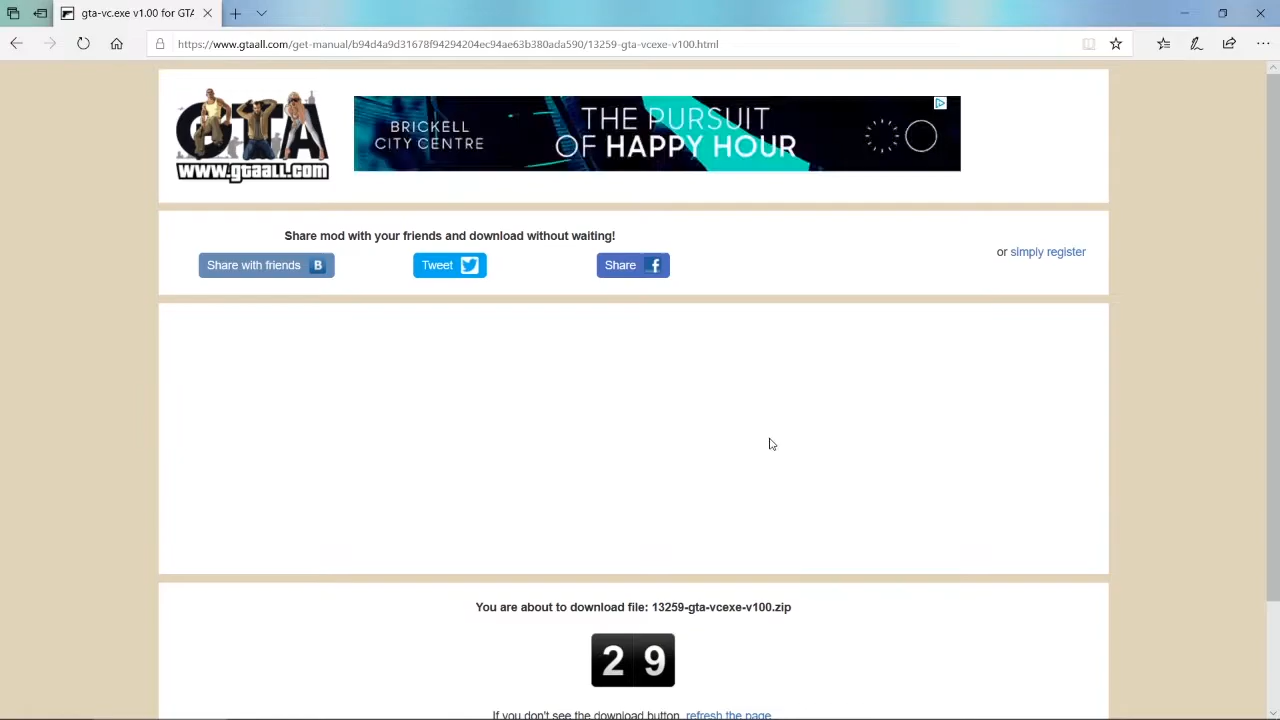 gta-vc.exe v1.00 for GTA
https://www.gtaall.com/get-manual/b94d4a9d31678f94294204ec94ae63b380ada590/13259-gta-vcexe-v100.html
GTA
www.gtaall.com
BRICKELL
CITY CENTRE
THE PURSUIT
OF HAPPY HOUR
Share mod with your friends and download without waiting!
Share with friends B
Tweet
Share f
or simply register
You are about to download file: 13259-gta-vcexe-v100.zip
29
If you don't see the download button, refresh the page